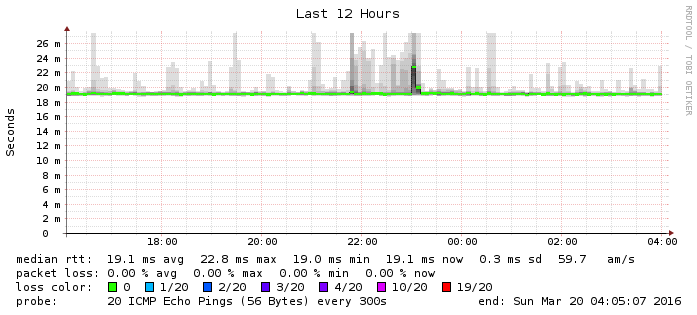 Last 12 Hours
RRDTOOL / TOBI OETIKER
Seconds
26 m
24 m
22 m
20 m
18 m
16 m
14 m
12 m
10 m
8 m
6 m
4 m
2 m
0
18:00 20:00 22:00 00:00 02:00 04:00
median rtt: 19.1 ms avg 22.8 ms max 19.0 ms min 19.1 ms now 0.3 ms sd 59.7 am/s
packet loss: 0.00 % avg 0.00 % max 0.00 % min 0.00 % now
loss color: 0 1/20 2/20 3/20 4/20 10/20 19/20
probe: 20 ICMP Echo Pings (56 Bytes) every 300s end: Sun Mar 20 04:05:07 2016